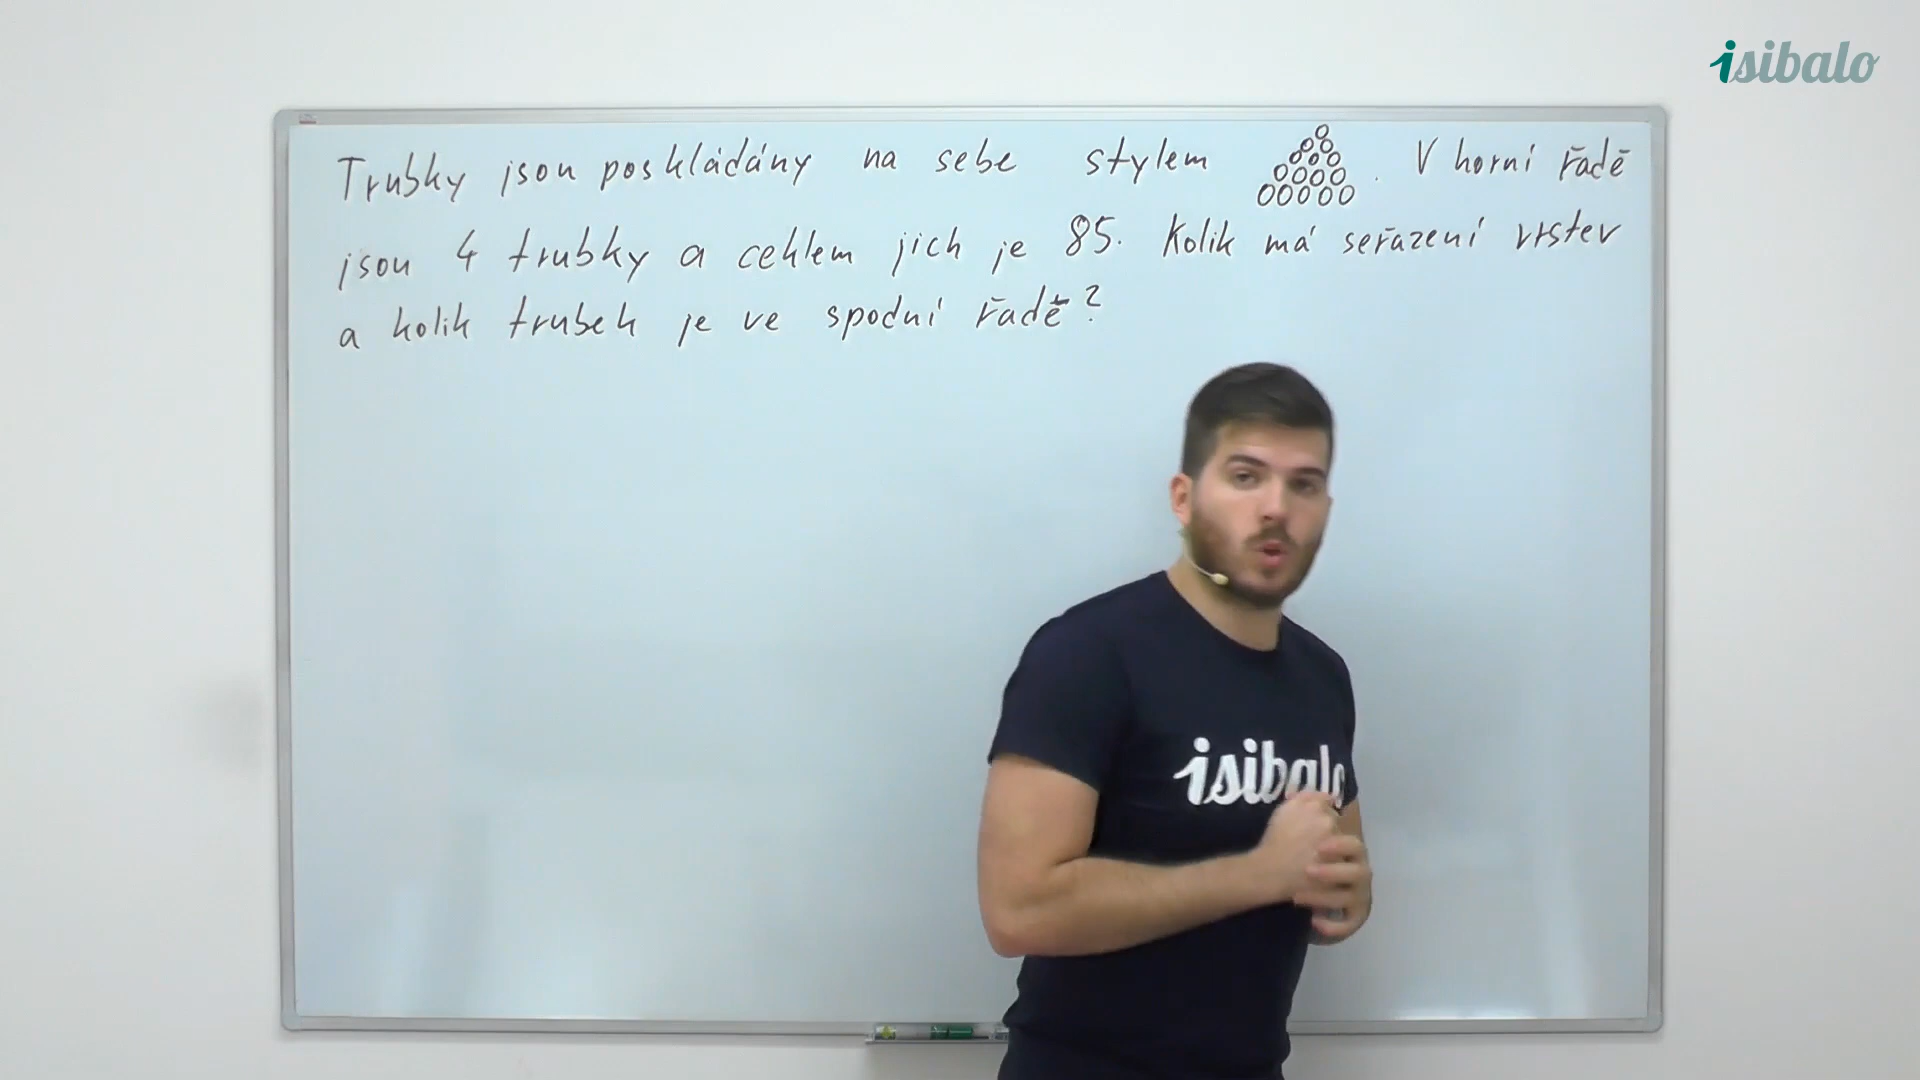 isibalo
Trubky jsou poskládány na sebe stylem . V horní řadě
jsou 4 trubky a celkem jich je 85. Kolik má seřazení vrstev
a kolik trubek je ve spodní řadě?
isibalo